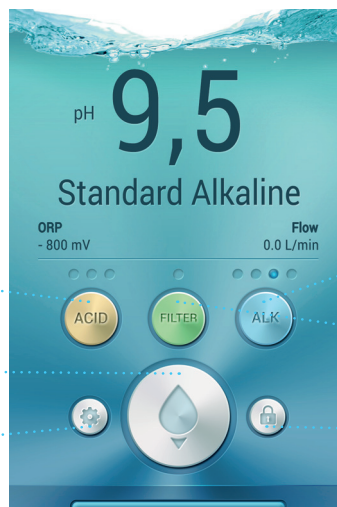 pH 9,5
Standard Alkaline
ORP Flow
- 800 mV 0.0 L/min
ACID FILTER ALK